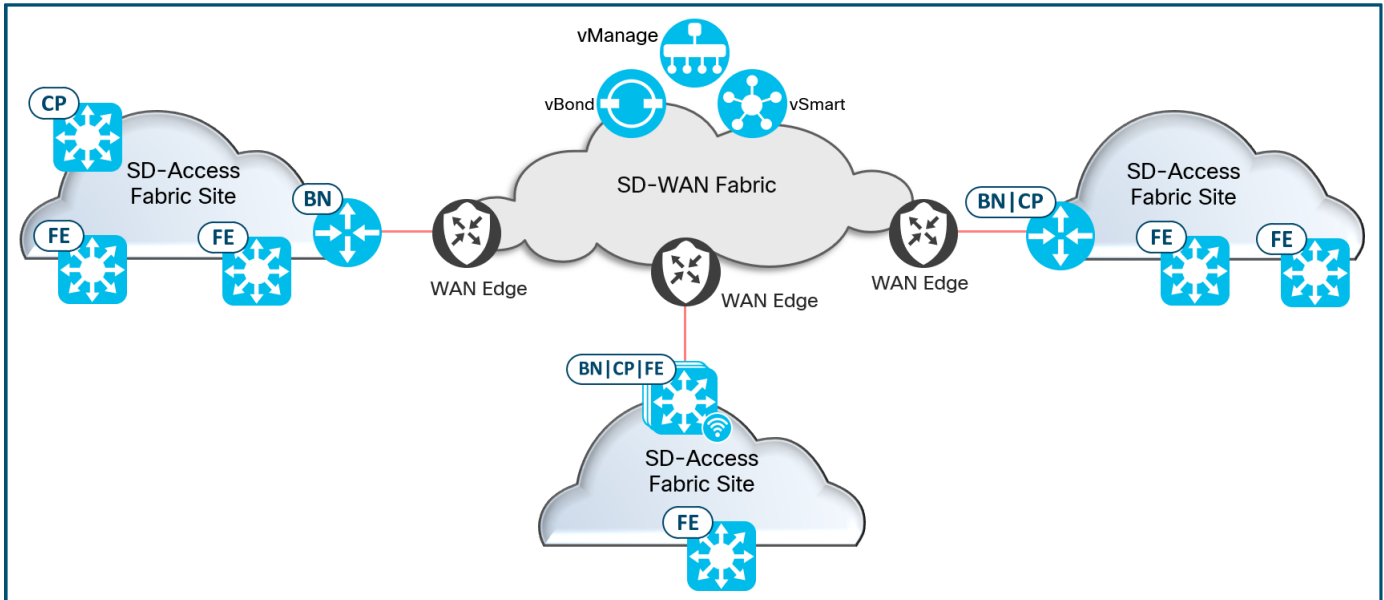 vManage
vBond
vSmart
SD-WAN Fabric
CP
SD-Access
Fabric Site
BN
FE
FE
WAN Edge
WAN Edge
WAN Edge
BN|CP
SD-Access
Fabric Site
FE
FE
BN|CP|FE
SD-Access
Fabric Site
FE